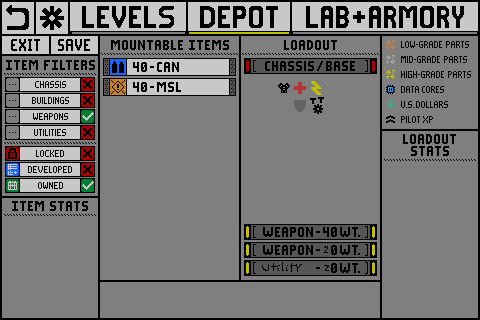 LEVELS DEPOT LAB+ARMORY
EXIT SAVE
ITEM FILTERS
CHASSIS
BUILDINGS
WEAPONS
UTILITIES
LOCKED
DEVELOPED
OWNED
ITEM STATS
MOUNTABLE ITEMS
40-CAN
40-MSL
LOADOUT
[ CHASSIS/BASE ]
[ WEAPON-40WT. ]
[ WEAPON-20WT. ]
[ Utility -20WT. ]
LOW-GRADE PARTS
MID-GRADE PARTS
HIGH-GRADE PARTS
DATA CORES
U.S.DOLLARS
PILOT XP
LOADOUT
STATS